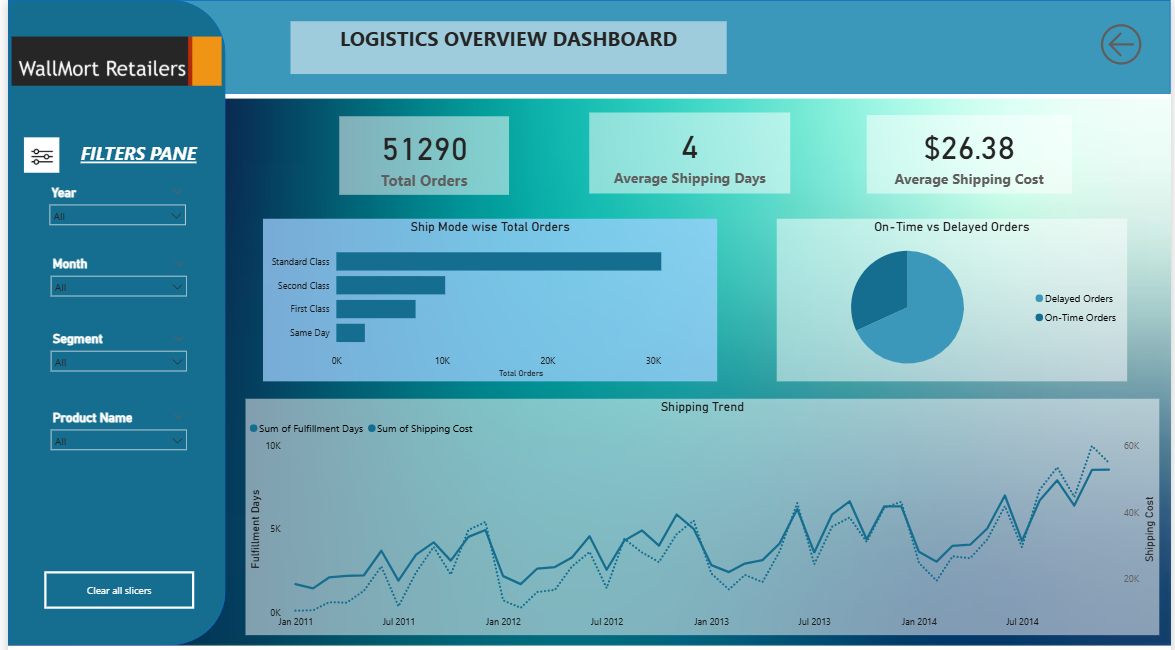 LOGISTICS OVERVIEW DASHBOARD
WallMort Retailers
FILTERS PANE
Year
All
Month
All
Segment
All
Product Name
All
Clear all slicers
51290
Total Orders
4
Average Shipping Days
$26.38
Average Shipping Cost
Ship Mode wise Total Orders
Standard Class
Second Class
First Class
Same Day
0K 10K 20K 30K
Total Orders
On-Time vs Delayed Orders
Delayed Orders
On-Time Orders
Shipping Trend
Sum of Fulfillment Days Sum of Shipping Cost
Fulfillment Days
10K
5K
0K
60K
40K
20K
Shipping Cost
Jan 2011 Jul 2011 Jan 2012 Jul 2012 Jan 2013 Jul 2013 Jan 2014 Jul 2014